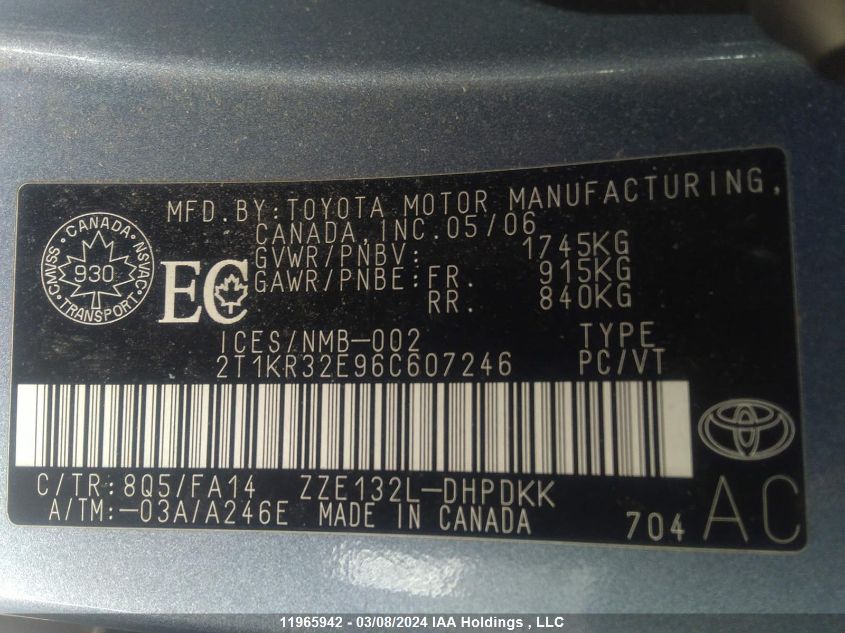 MFD.BY:TOYOTA MOTOR MANUFACTURING,
CANADA, INC. 05/06
GVWR/PNBV: 1745KG
GAWR/PNBE:FR. 915KG
RR. 840KG
CANADA
CMVSS
930
NSVAC
TRANSPORT
EC
ICES/NMB-002 TYPE
2T1KR32E96C607246 PC/VT
C/TR:8Q5/FA14 ZZE132L-DHPDKK
A/TM:-03A/A246E MADE IN CANADA 704 AC
11965942 - 03/08/2024 IAA Holdings , LLC